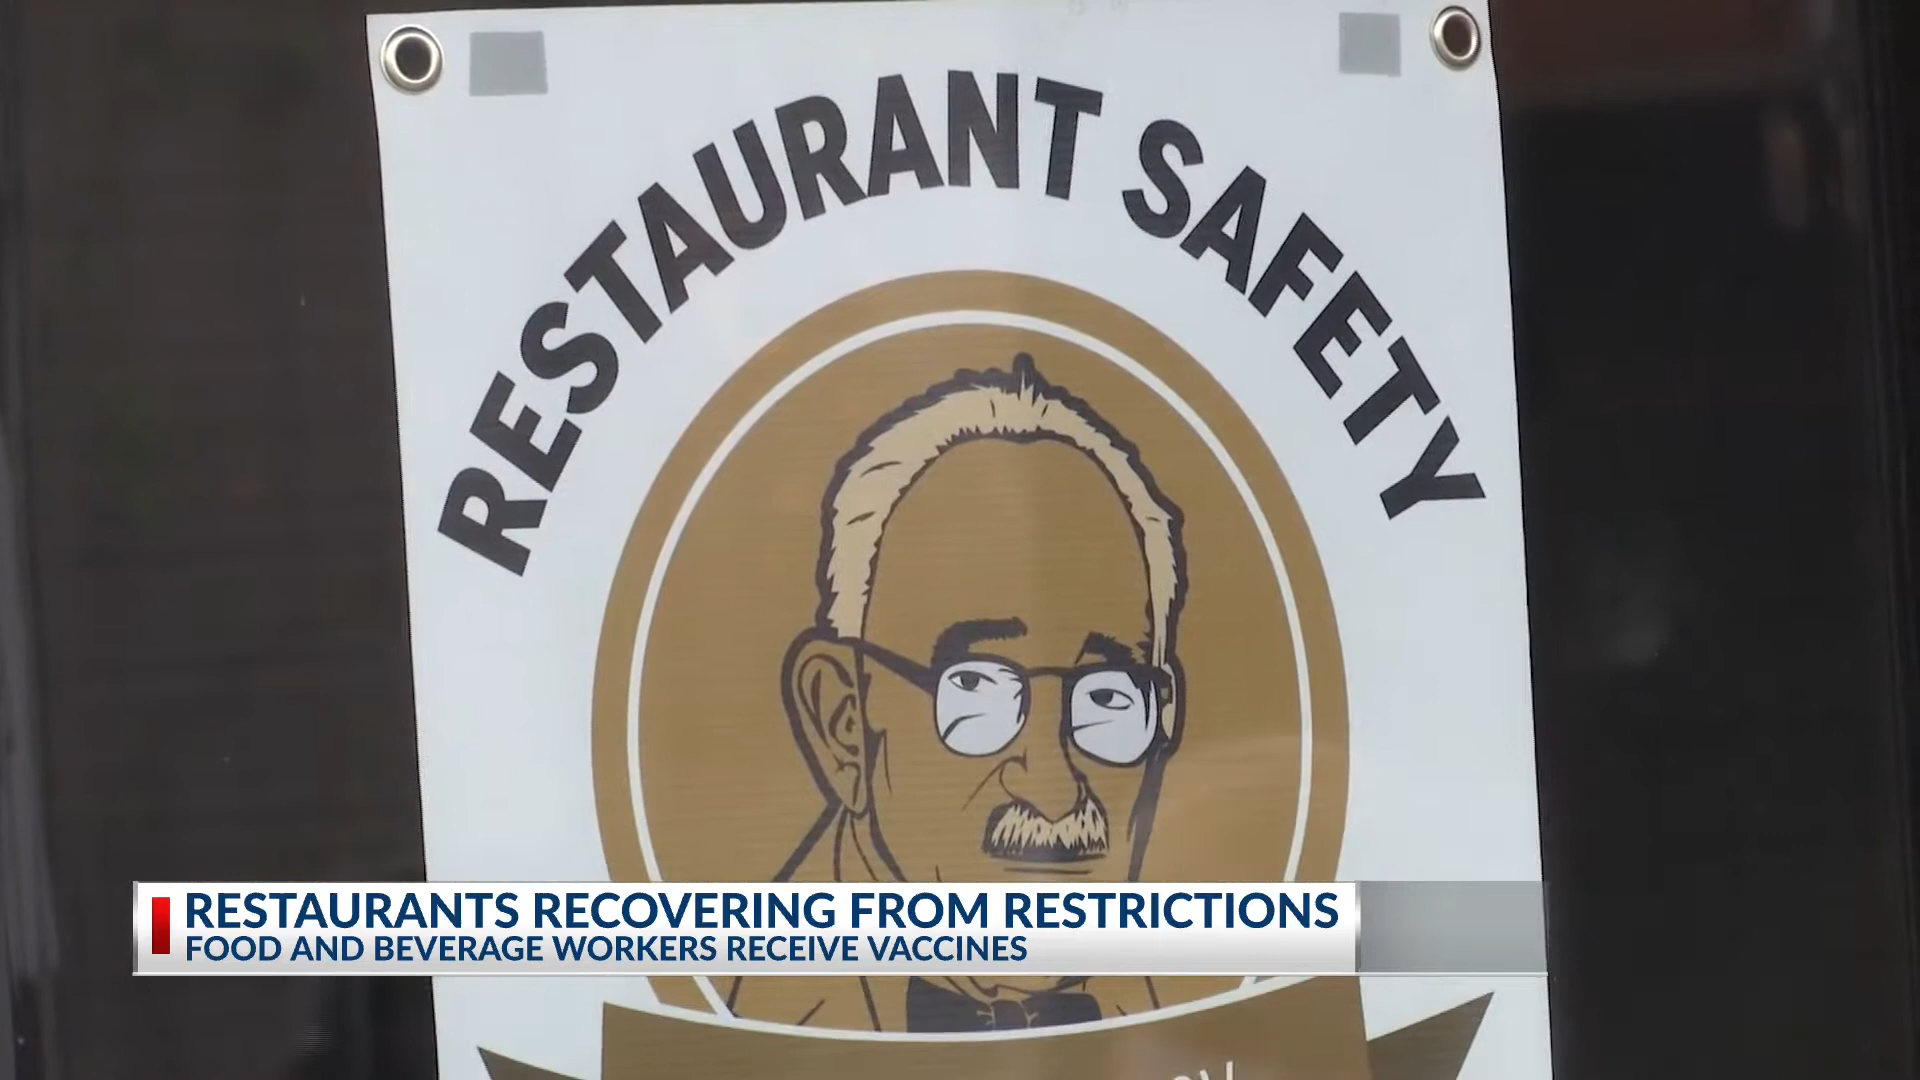 RESTAURANT SAFETY
RESTAURANTS RECOVERING FROM RESTRICTIONS
FOOD AND BEVERAGE WORKERS RECEIVE VACCINES